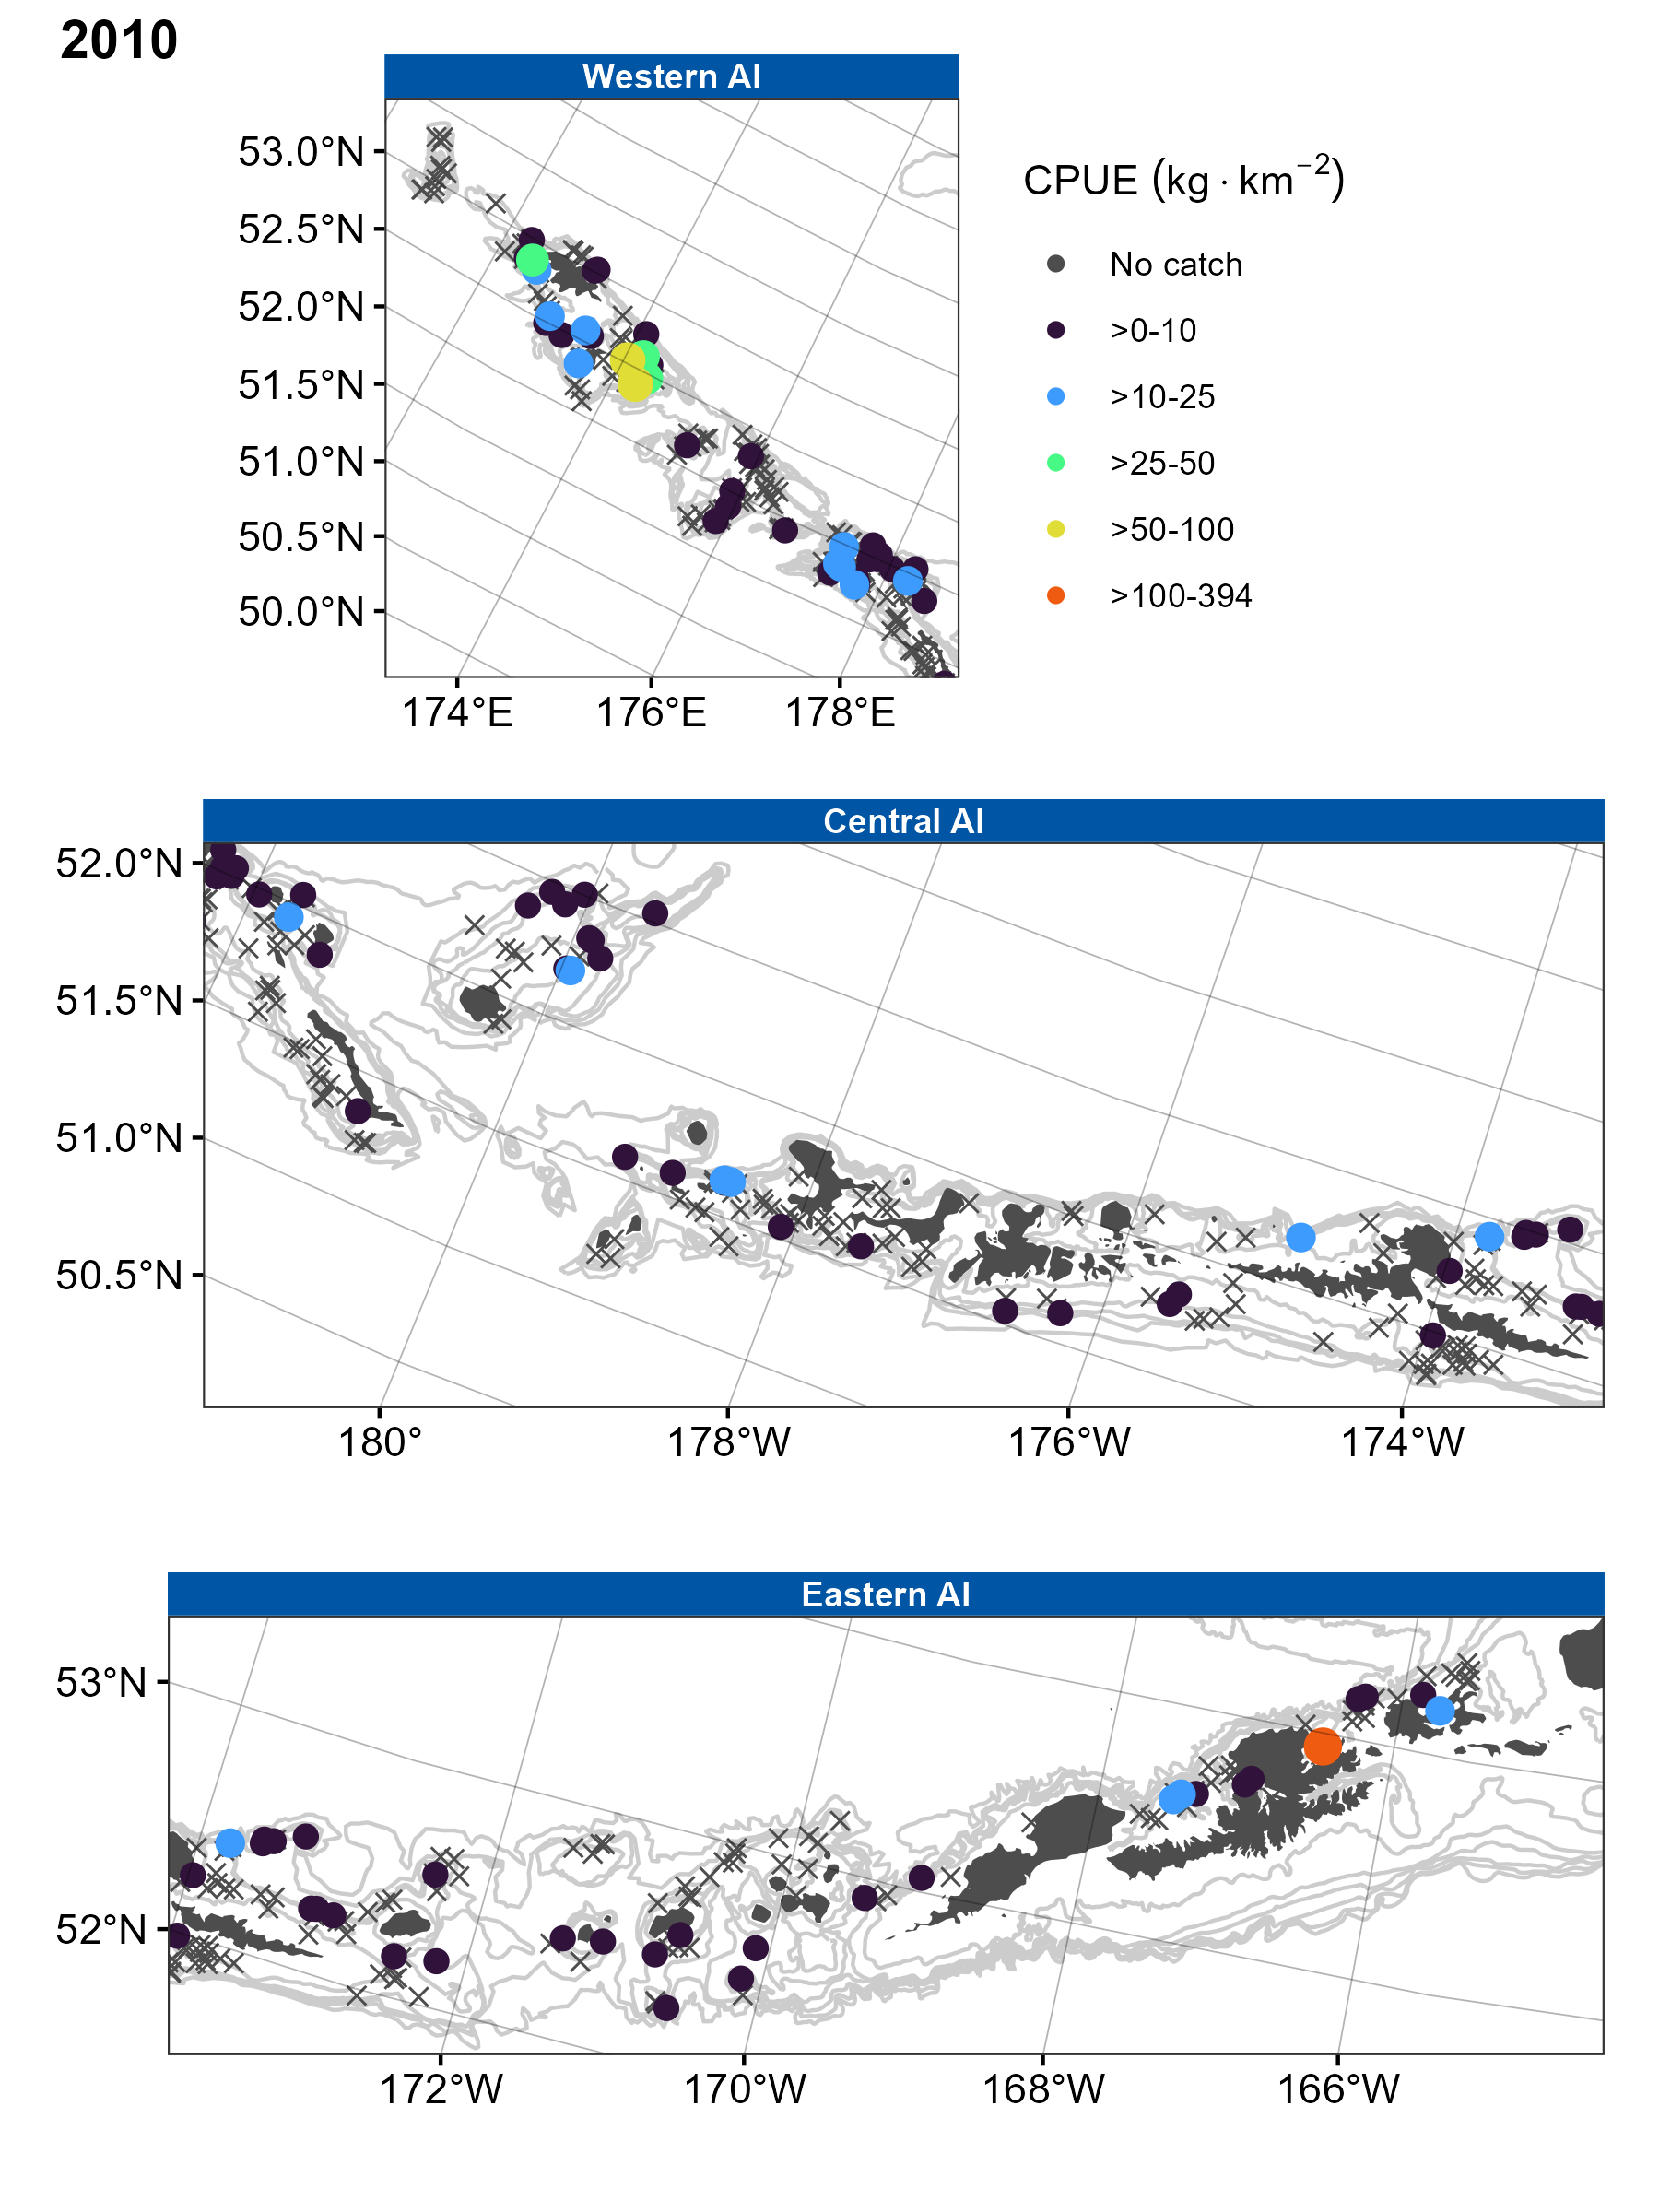 2010
Western AI
53.0°N
52.5°N
52.0°N
51.5°N
51.0°N
50.5°N
50.0°N
174°E 176°E 178°E
CPUE (kg · km⁻²)
No catch
>0-10
>10-25
>25-50
>50-100
>100-394
Central AI
52.0°N
51.5°N
51.0°N
50.5°N
180° 178°W 176°W 174°W
Eastern AI
53°N
52°N
172°W 170°W 168°W 166°W